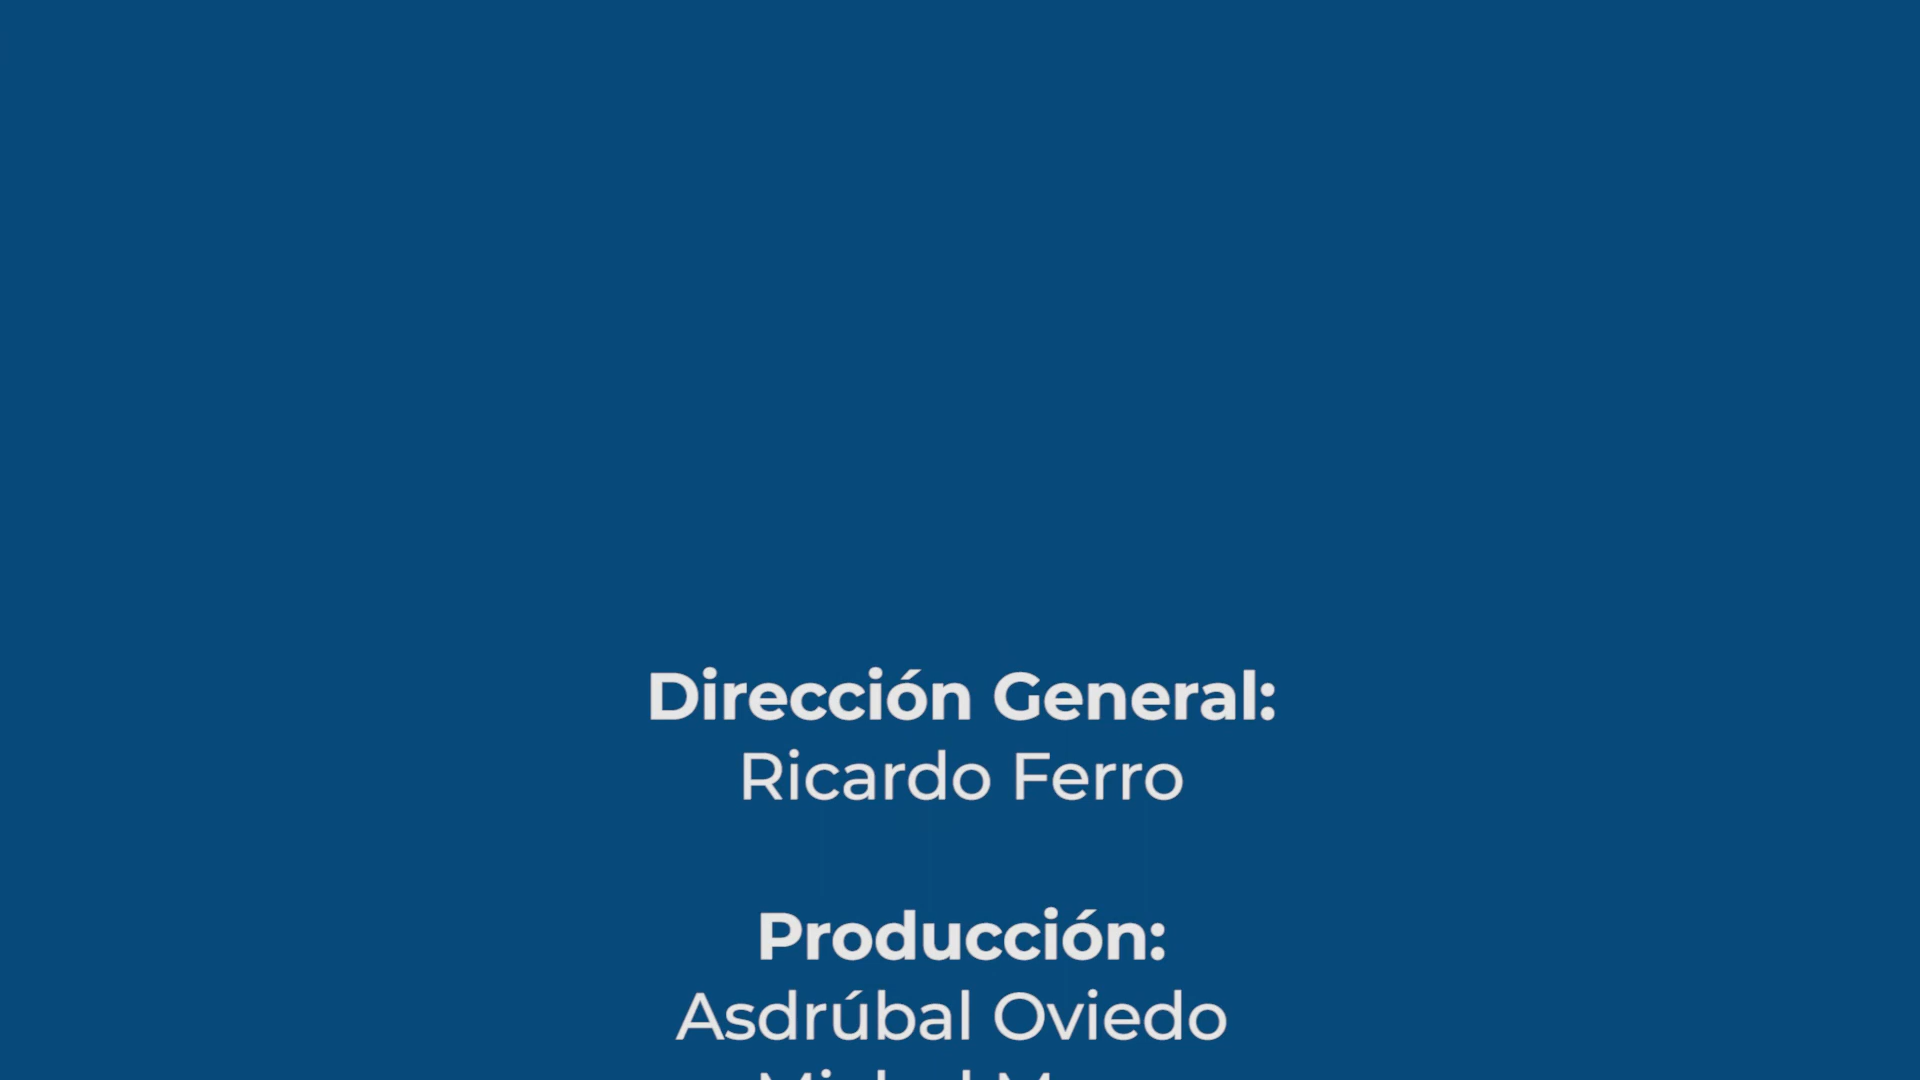 Dirección General:
Ricardo Ferro
Producción:
Asdrúbal Oviedo